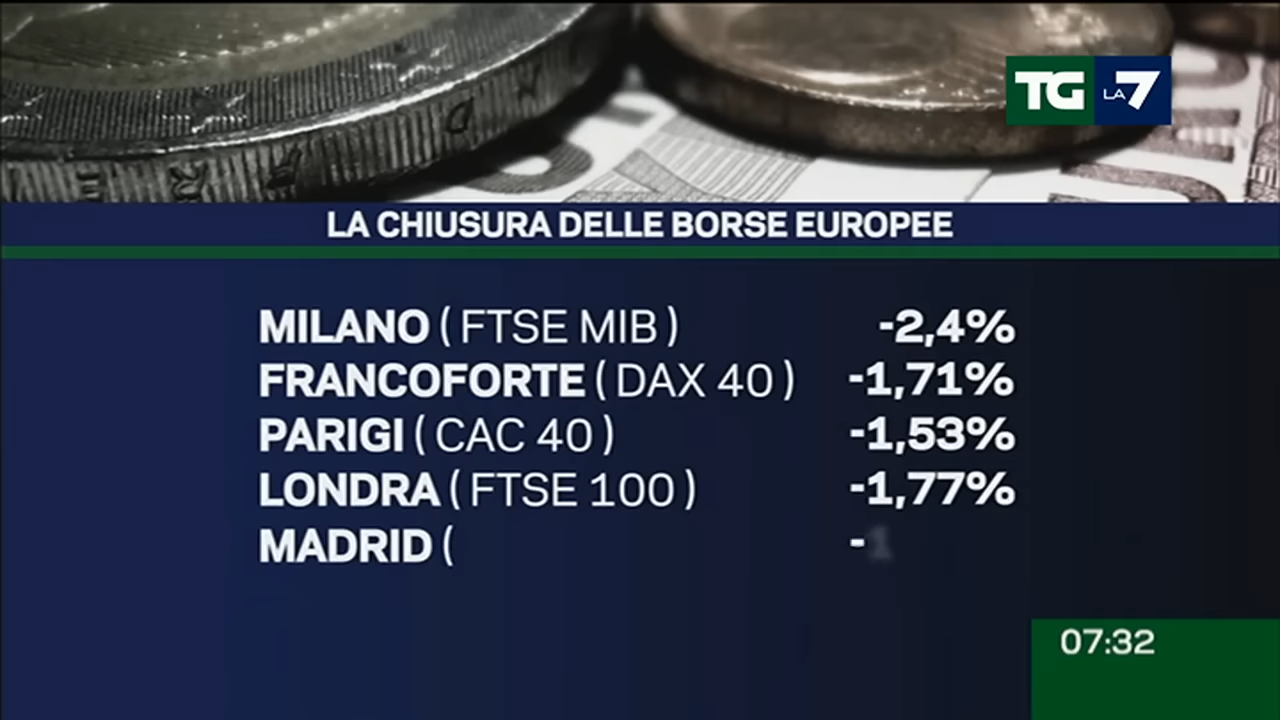 TG LA7
LA CHIUSURA DELLE BORSE EUROPEE
MILANO ( FTSE MIB ) -2,4%
FRANCOFORTE ( DAX 40 ) -1,71%
PARIGI ( CAC 40 ) -1,53%
LONDRA ( FTSE 100 ) -1,77%
MADRID ( -1
07:32